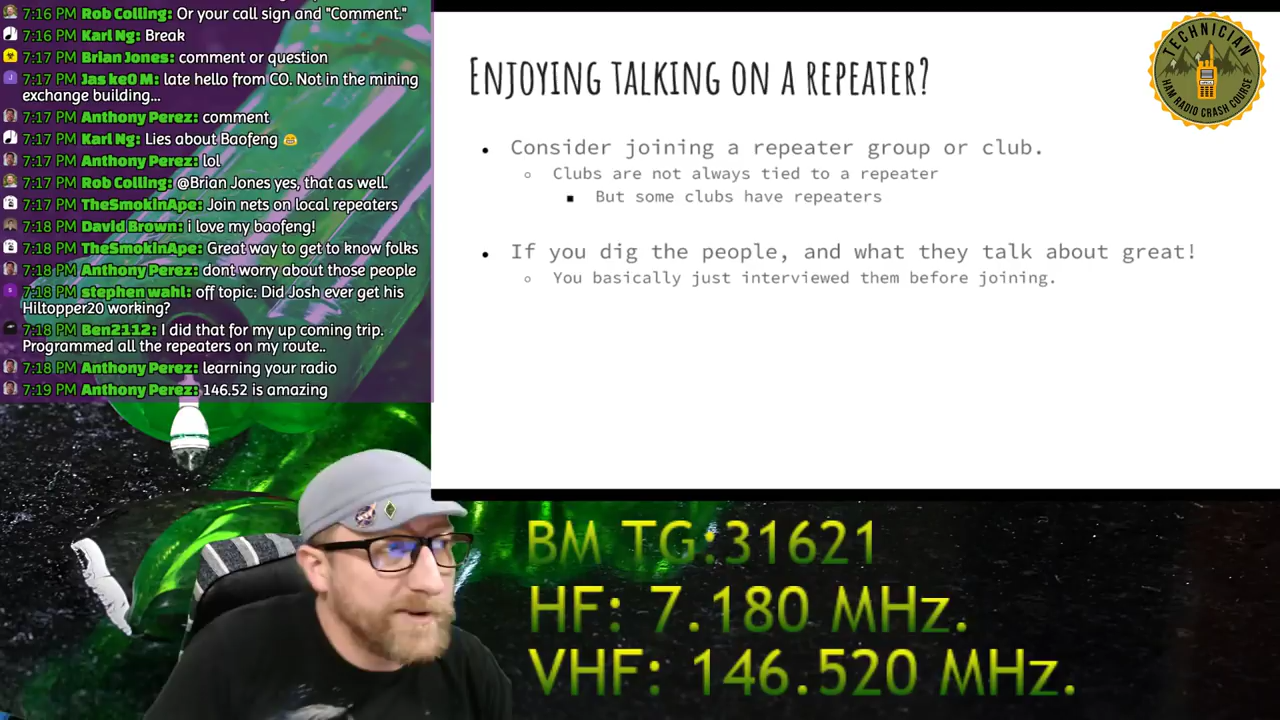 7:16 PM Rob Colling: Or your call sign and "Comment."
7:16 PM Karl Ng: Break
7:17 PM Brian Jones: comment or question
7:17 PM Jas ke0 M: late hello from CO. Not in the mining
exchange building...
7:17 PM Anthony Perez: comment
7:17 PM Karl Ng: Lies about Baofeng 😄
7:17 PM Anthony Perez: lol
7:17 PM Rob Colling: @Brian Jones yes, that as well.
7:17 PM TheSmokinApe: Join nets on local repeaters
7:18 PM David Brown: i love my baofeng!
7:18 PM TheSmokinApe: Great way to get to know folks
7:18 PM Anthony Perez: dont worry about those people
7:18 PM stephen wahl: off topic: Did Josh ever get his
Hiltopper20 working?
7:18 PM Ben2112: I did that for my up coming trip.
Programmed all the repeaters on my route..
7:18 PM Anthony Perez: learning your radio
7:19 PM Anthony Perez: 146.52 is amazing
ENJOYING TALKING ON A REPEATER?
TECHNICIAN
HAM RADIO CRASH COURSE
• Consider joining a repeater group or club.
○ Clubs are not always tied to a repeater
■ But some clubs have repeaters
• If you dig the people, and what they talk about great!
○ You basically just interviewed them before joining.
BM TG:31621
HF: 7.180 MHz.
VHF: 146.520 MHz.